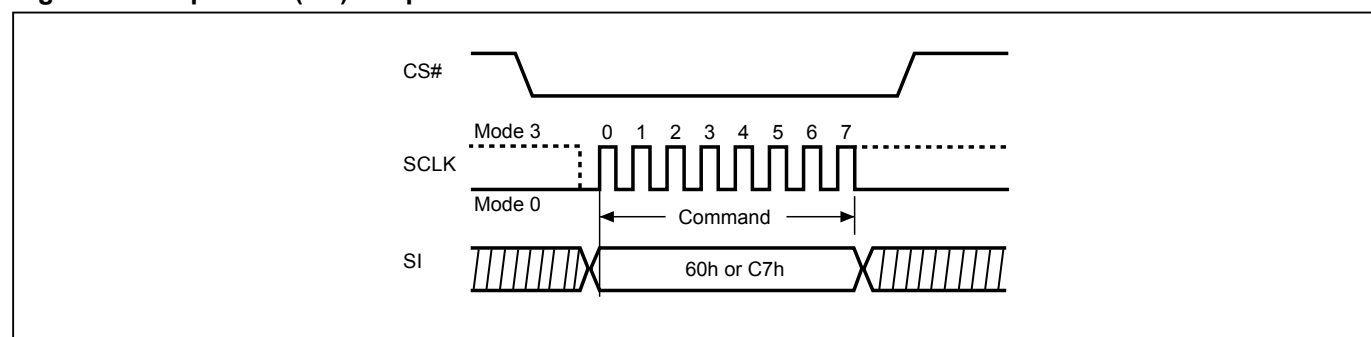 CS#
Mode 3 0 1 2 3 4 5 6 7
SCLK
Mode 0
Command
SI
60h or C7h